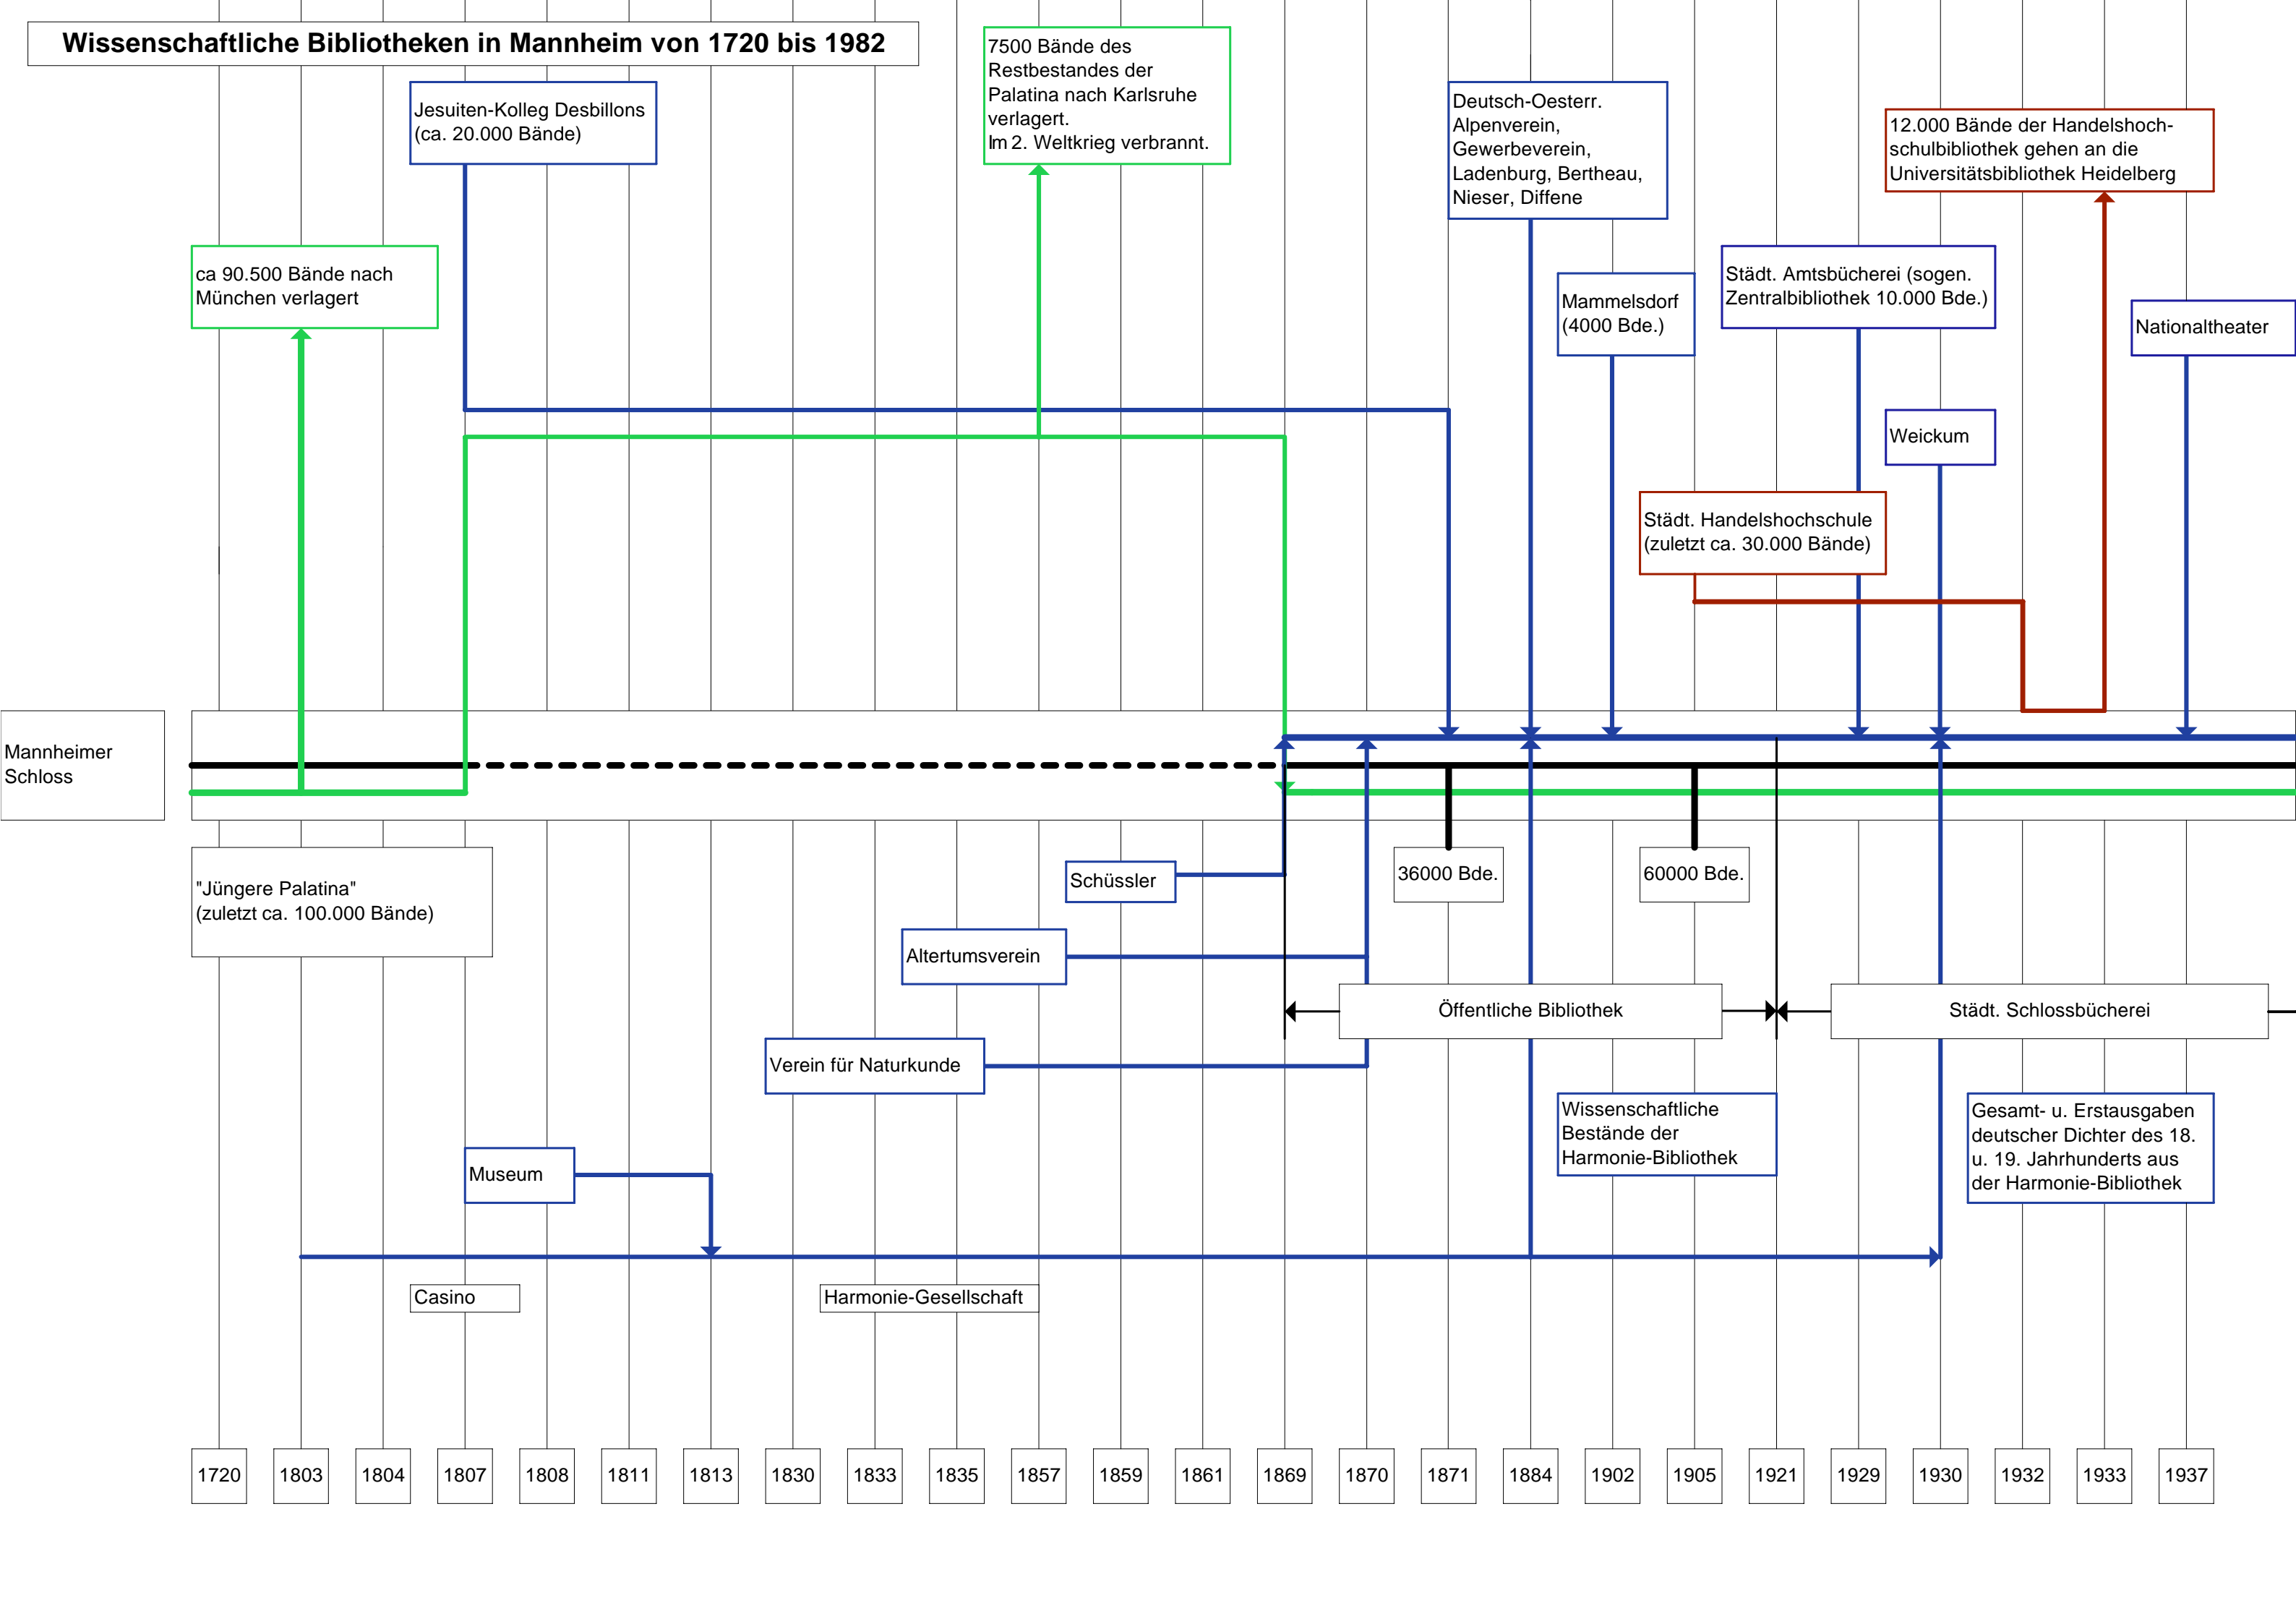 Wissenschaftliche Bibliotheken in Mannheim von 1720 bis 1982
7500 Bände des
Restbestandes der
Palatina nach Karlsruhe
verlagert.
Im 2. Weltkrieg verbrannt.
Jesuiten-Kolleg Desbillons
(ca. 20.000 Bände)
Deutsch-Oesterr.
Alpenverein,
Gewerbeverein,
Ladenburg, Bertheau,
Nieser, Diffene
12.000 Bände der Handelshoch-
schulbibliothek gehen an die
Universitätsbibliothek Heidelberg
ca 90.500 Bände nach
München verlagert
Mammelsdorf
(4000 Bde.)
Städt. Amtsbücherei (sogen.
Zentralbibliothek 10.000 Bde.)
Nationaltheater
Weickum
Städt. Handelshochschule
(zuletzt ca. 30.000 Bände)
Mannheimer
Schloss
"Jüngere Palatina"
(zuletzt ca. 100.000 Bände)
Schüssler
36000 Bde.
60000 Bde.
Altertumsverein
Öffentliche Bibliothek
Städt. Schlossbücherei
Verein für Naturkunde
Wissenschaftliche
Bestände der
Harmonie-Bibliothek
Gesamt- u. Erstausgaben
deutscher Dichter des 18.
u. 19. Jahrhunderts aus
der Harmonie-Bibliothek
Museum
Casino
Harmonie-Gesellschaft
1720 1803 1804 1807 1808 1811 1813 1830 1833 1835 1857 1859 1861 1869 1870 1871 1884 1902 1905 1921 1929 1930 1932 1933 1937